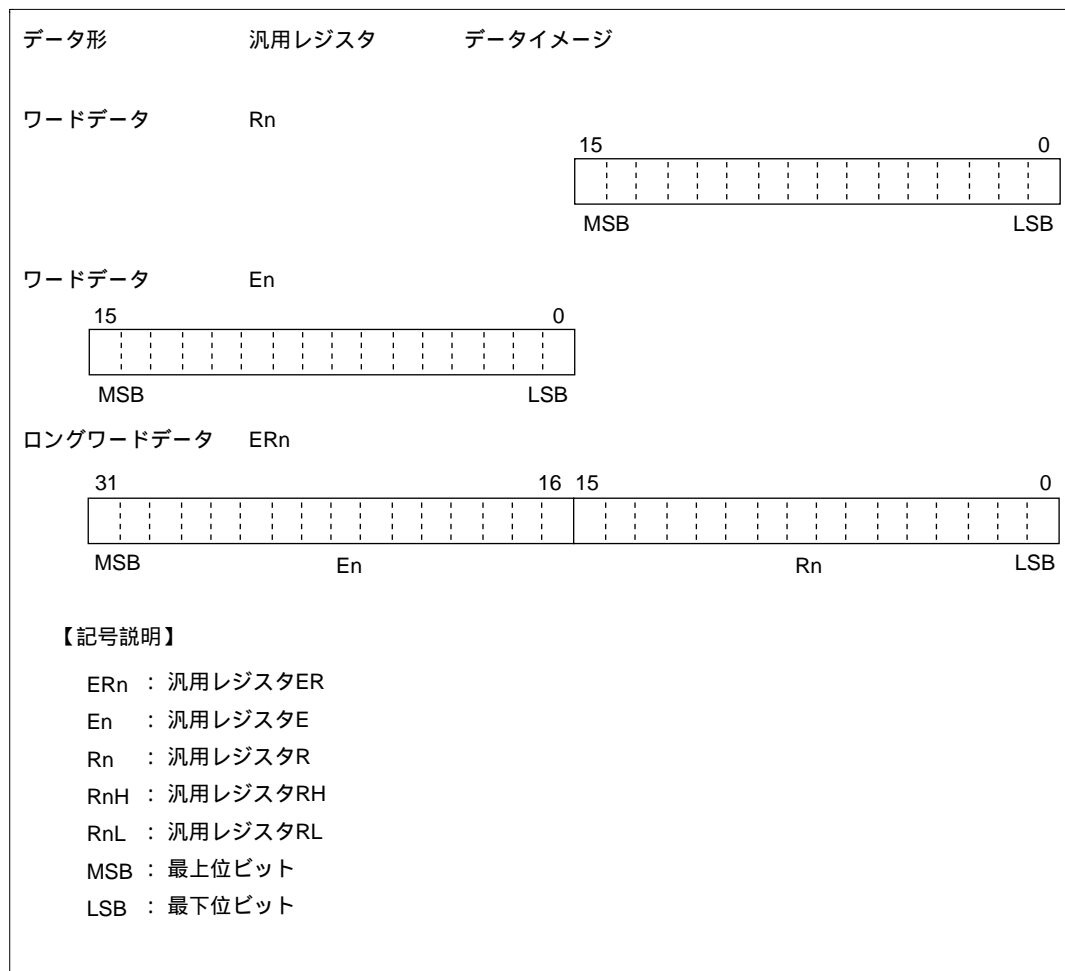 データ形 汎用レジスタ データイメージ
ワードデータ Rn
15 0
MSB LSB
ワードデータ En
15 0
MSB LSB
ロングワードデータ ERn
31 16 15 0
MSB En Rn LSB
【記号説明】
ERn : 汎用レジスタER
En : 汎用レジスタE
Rn : 汎用レジスタR
RnH : 汎用レジスタRH
RnL : 汎用レジスタRL
MSB : 最上位ビット
LSB : 最下位ビット